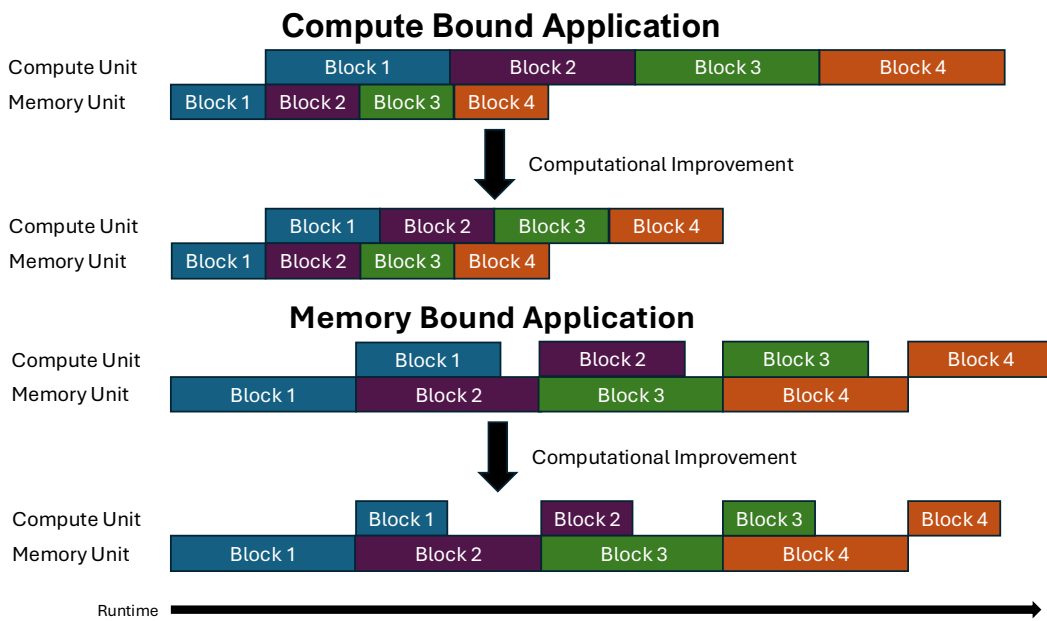 Compute Bound Application
Compute Unit Block 1 Block 2 Block 3 Block 4
Memory Unit Block 1 Block 2 Block 3 Block 4
Computational Improvement
Compute Unit Block 1 Block 2 Block 3 Block 4
Memory Unit Block 1 Block 2 Block 3 Block 4
Memory Bound Application
Compute Unit Block 1 Block 2 Block 3 Block 4
Memory Unit Block 1 Block 2 Block 3 Block 4
Computational Improvement
Compute Unit Block 1 Block 2 Block 3 Block 4
Memory Unit Block 1 Block 2 Block 3 Block 4
Runtime